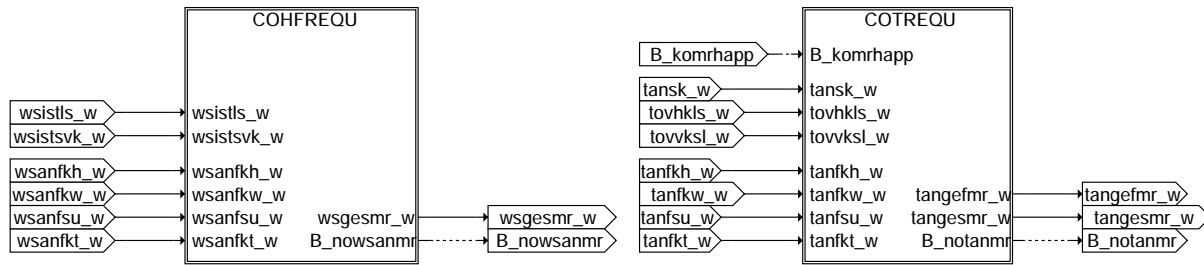 COHFREQU
wsistls_w wsistls_w
wsistsvk_w wsistsvk_w
wsanfkh_w wsanfkh_w
wsanfkw_w wsanfkw_w
wsanfsu_w wsanfsu_w wsgesmr_w wsgesmr_w
wsanfkt_w wsanfkt_w B_nowsanmr B_nowsanmr
COTREQU
B_komrhapp B_komrhapp
tansk_w tansk_w
tovhkls_w tovhkls_w
tovvksl_w tovvksl_w
tanfkh_w tanfkh_w
tanfkw_w tanfkw_w tangefmr_w tangefmr_w
tanfsu_w tanfsu_w tangesmr_w tangesmr_w
tanfkt_w tanfkt_w B_notanmr B_notanmr